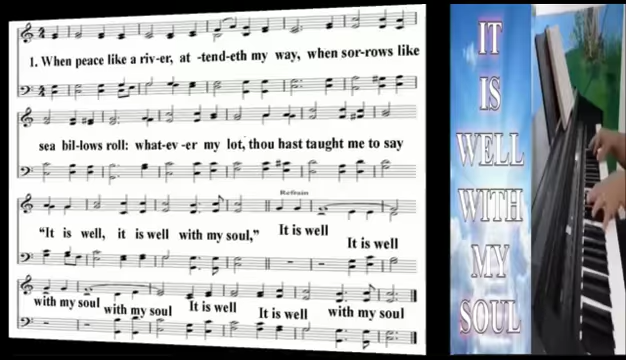 1. When peace like a riv-er, at -tend-eth my way, when sor-rows like
sea bil-lows roll: what-ev -er my lot, thou hast taught me to say
Refrain
"It is well, it is well with my soul," It is well
It is well
with my soul with my soul It is well It is well with my soul
IT
IS
WELL
WITH
MY
SOUL